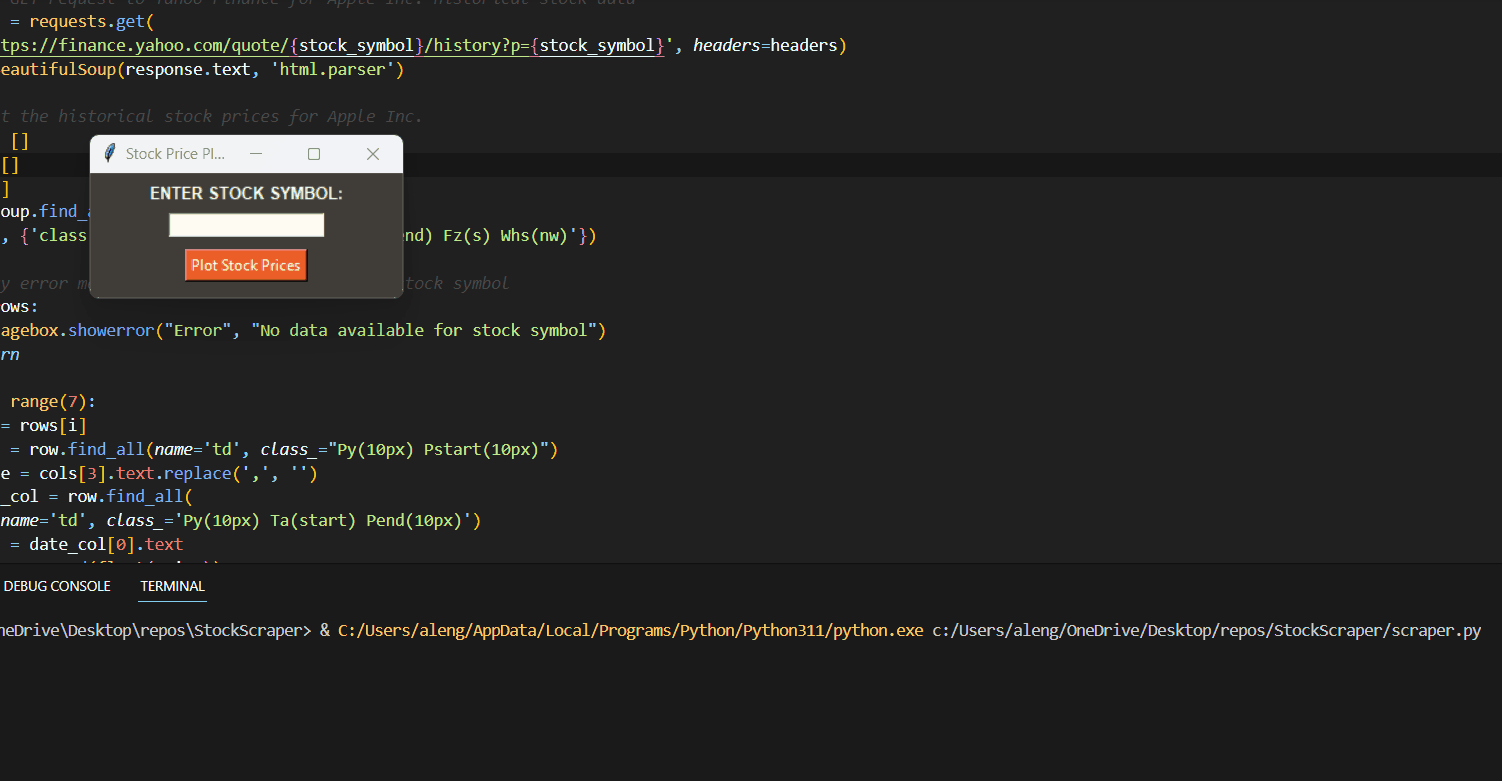 GET request to Yahoo Finance for Apple Inc. historical stock data
= requests.get(
tps://finance.yahoo.com/quote/{stock_symbol}/history?p={stock_symbol}', headers=headers)
eautifulSoup(response.text, 'html.parser')
t the historical stock prices for Apple Inc.
[]
[]
]
oup.find_a
, {'class nd) Fz(s) Whs(nw)'})
y error m tock symbol
ows:
agebox.showerror("Error", "No data available for stock symbol")
rn
range(7):
= rows[i]
= row.find_all(name='td', class_="Py(10px) Pstart(10px)")
e = cols[3].text.replace(',', '')
_col = row.find_all(
name='td', class_='Py(10px) Ta(start) Pend(10px)')
= date_col[0].text
Stock Price Pl...
ENTER STOCK SYMBOL:
Plot Stock Prices
DEBUG CONSOLE TERMINAL
neDrive\Desktop\repos\StockScraper> & C:/Users/aleng/AppData/Local/Programs/Python/Python311/python.exe c:/Users/aleng/OneDrive/Desktop/repos/StockScraper/scraper.py